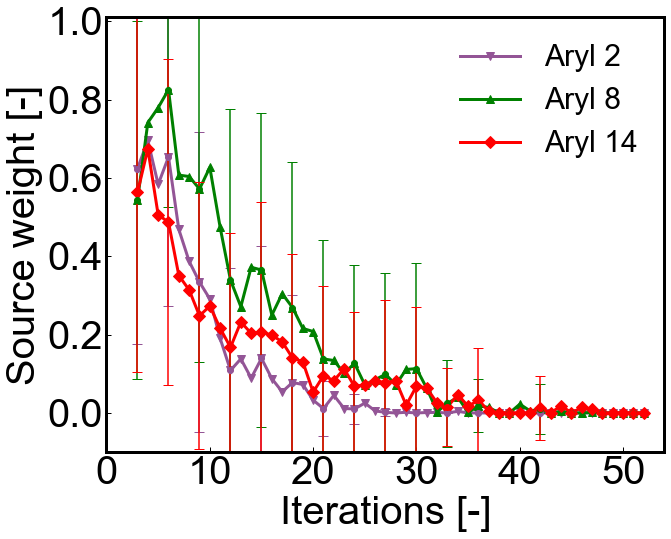 Source weight [-]
1.0
0.8
0.6
0.4
0.2
0.0
Aryl 2
Aryl 8
Aryl 14
0 10 20 30 40 50
Iterations [-]